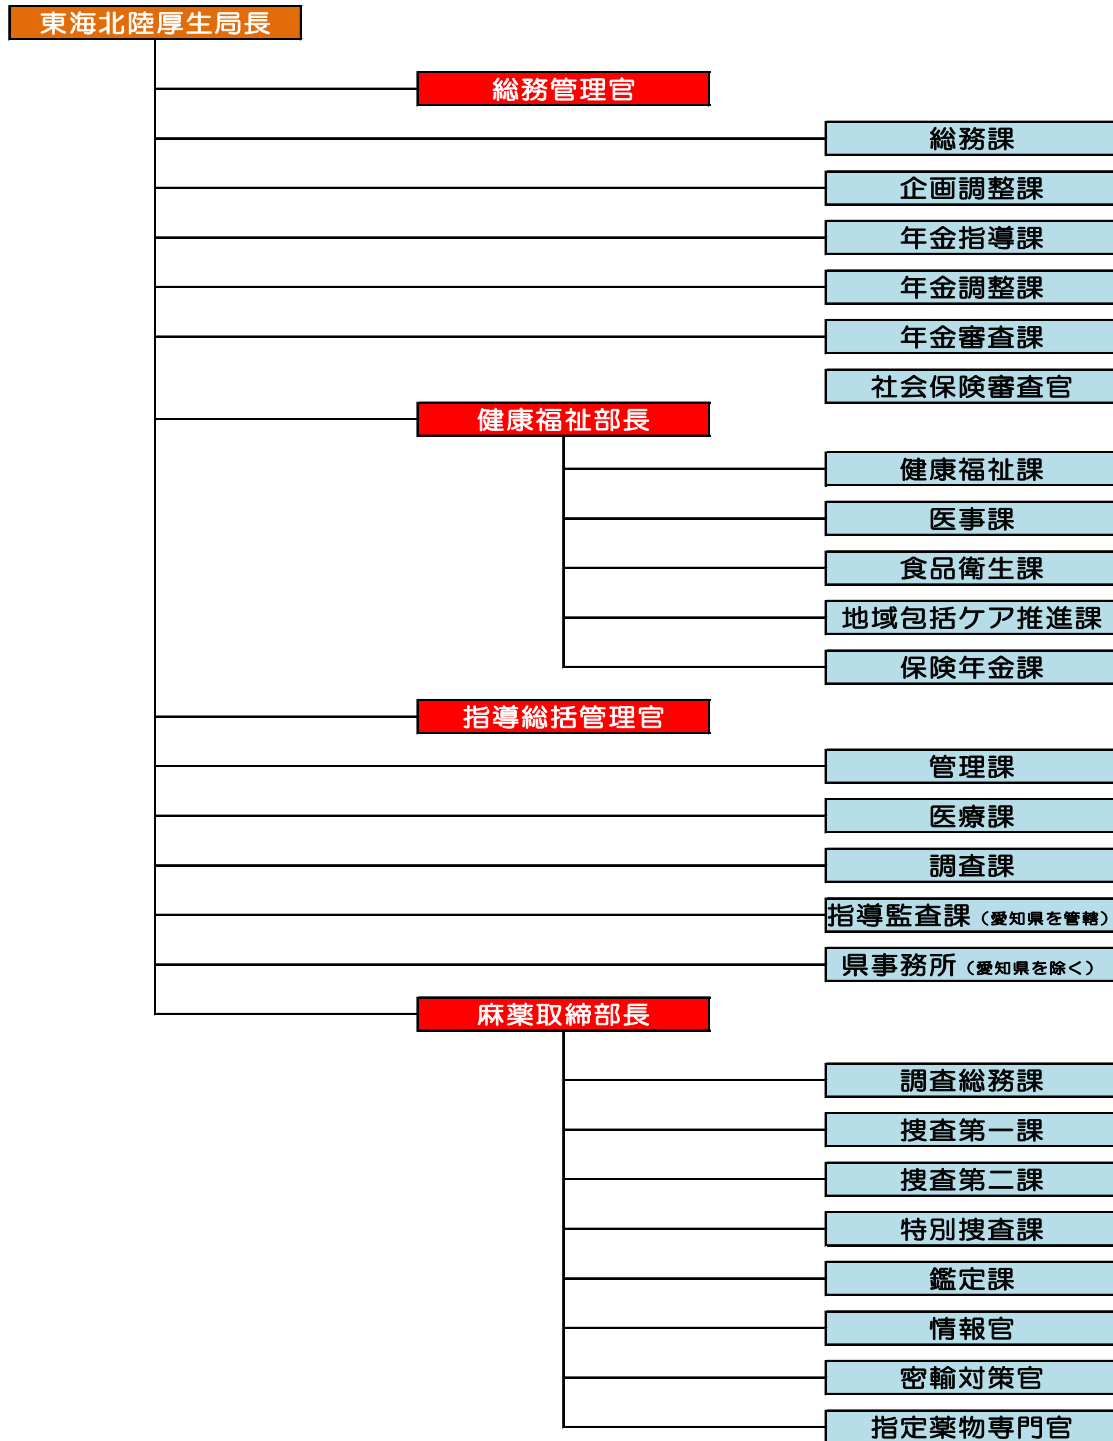 東海北陸厚生局長
総務管理官
総務課
企画調整課
年金指導課
年金調整課
年金審査課
社会保険審査官
健康福祉部長
健康福祉課
医事課
食品衛生課
地域包括ケア推進課
保険年金課
指導総括管理官
管理課
医療課
調査課
指導監査課（愛知県を管轄）
県事務所（愛知県を除く）
麻薬取締部長
調査総務課
捜査第一課
捜査第二課
特別捜査課
鑑定課
情報官
密輸対策官
指定薬物専門官